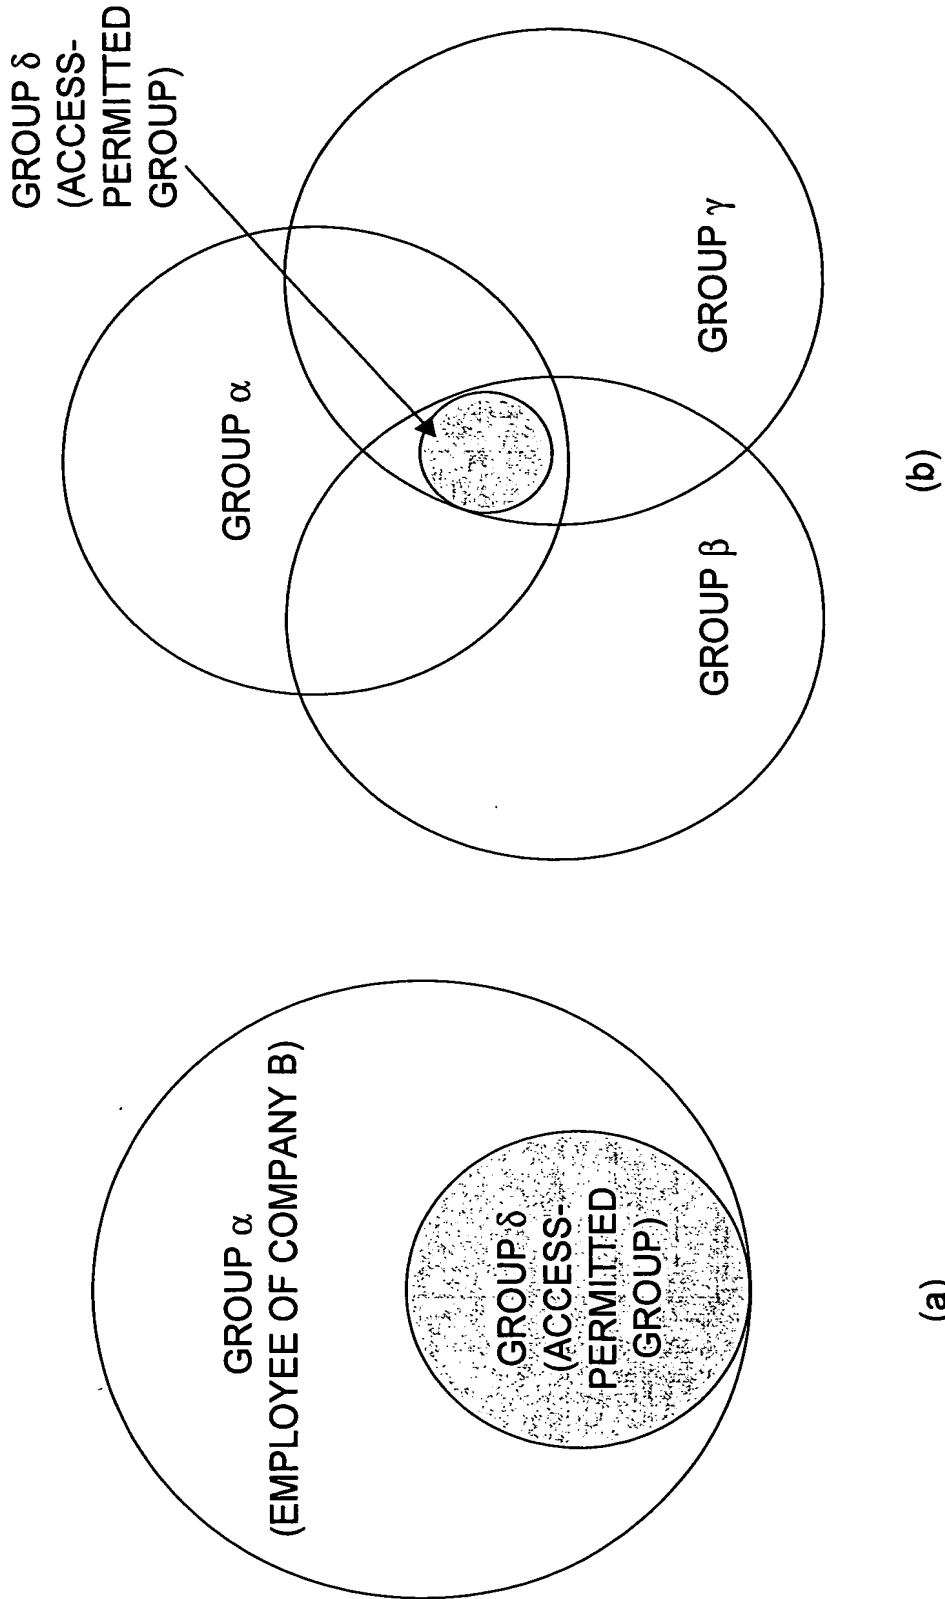 GROUP α
(EMPLOYEE OF COMPANY B)
GROUP δ
(ACCESS-
PERMITTED
GROUP)
(a)
GROUP δ
(ACCESS-
PERMITTED
GROUP)
GROUP α
GROUP β
GROUP γ
(b)